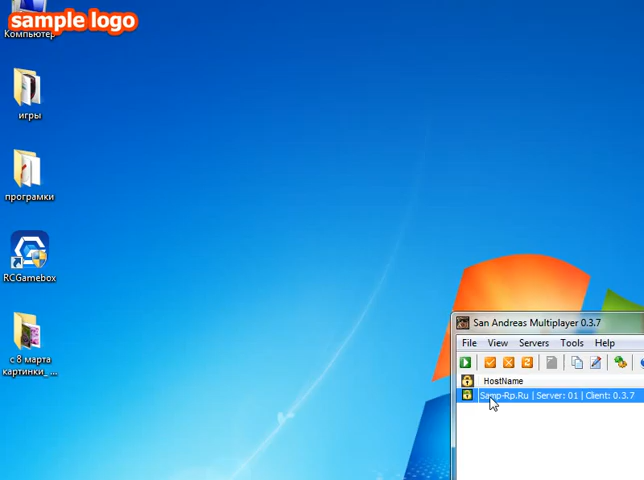 sample logo
Компьютер
игры
програмки
RCGamebox
с 8 марта
картинки_ ...
San Andreas Multiplayer 0.3.7
File View Servers Tools Help
HostName
Samp-Rp.Ru | Server: 01 | Client: 0.3.7